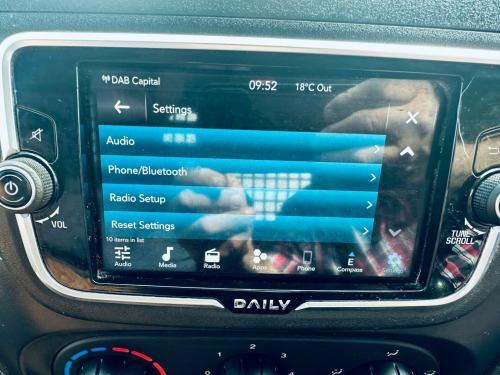 DAB Capital 09:52 18°C Out
Settings
Audio
Phone/Bluetooth
Radio Setup
Reset Settings
10 items in list
Audio Media Radio Apps Phone E Compass Settings
VOL
TUNE
SCROLL
DAILY
1 2 3